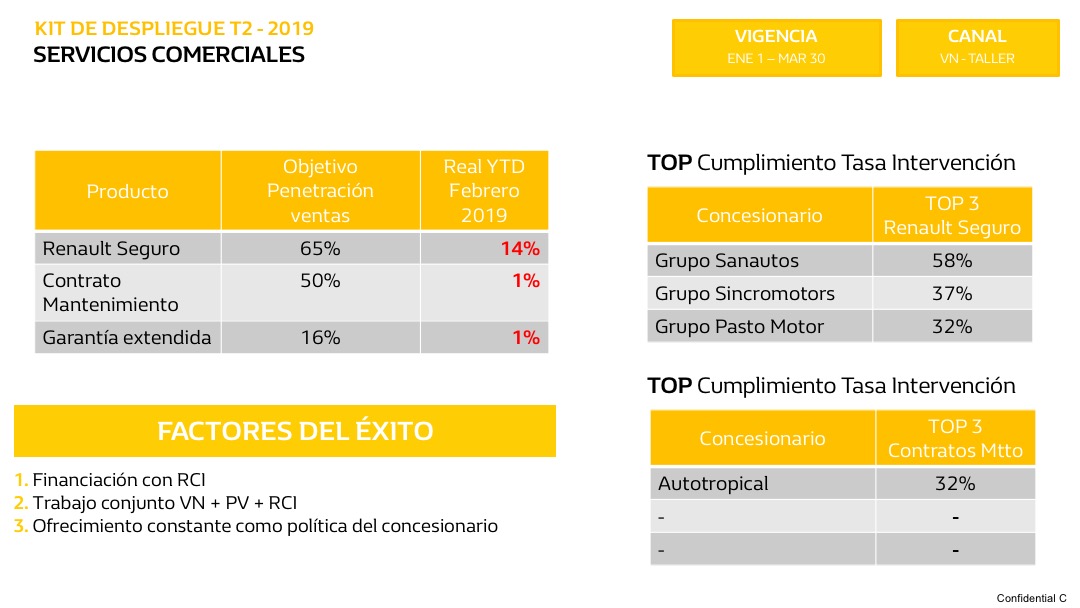 KIT DE DESPLIEGUE T2 - 2019
SERVICIOS COMERCIALES
VIGENCIA
ENE 1 – MAR 30
CANAL
VN - TALLER
Producto
Objetivo
Penetración
ventas
Real YTD
Febrero
2019
Renault Seguro 65% 14%
Contrato 50% 1%
Mantenimiento
Garantía extendida 16% 1%
FACTORES DEL ÉXITO
1. Financiación con RCI
2. Trabajo conjunto VN + PV + RCI
3. Ofrecimiento constante como política del concesionario
TOP Cumplimiento Tasa Intervención
Concesionario
TOP 3
Renault Seguro
Grupo Sanautos 58%
Grupo Sincromotors 37%
Grupo Pasto Motor 32%
TOP Cumplimiento Tasa Intervención
Concesionario
TOP 3
Contratos Mtto
Autotropical 32%
- -
- -
Confidential C